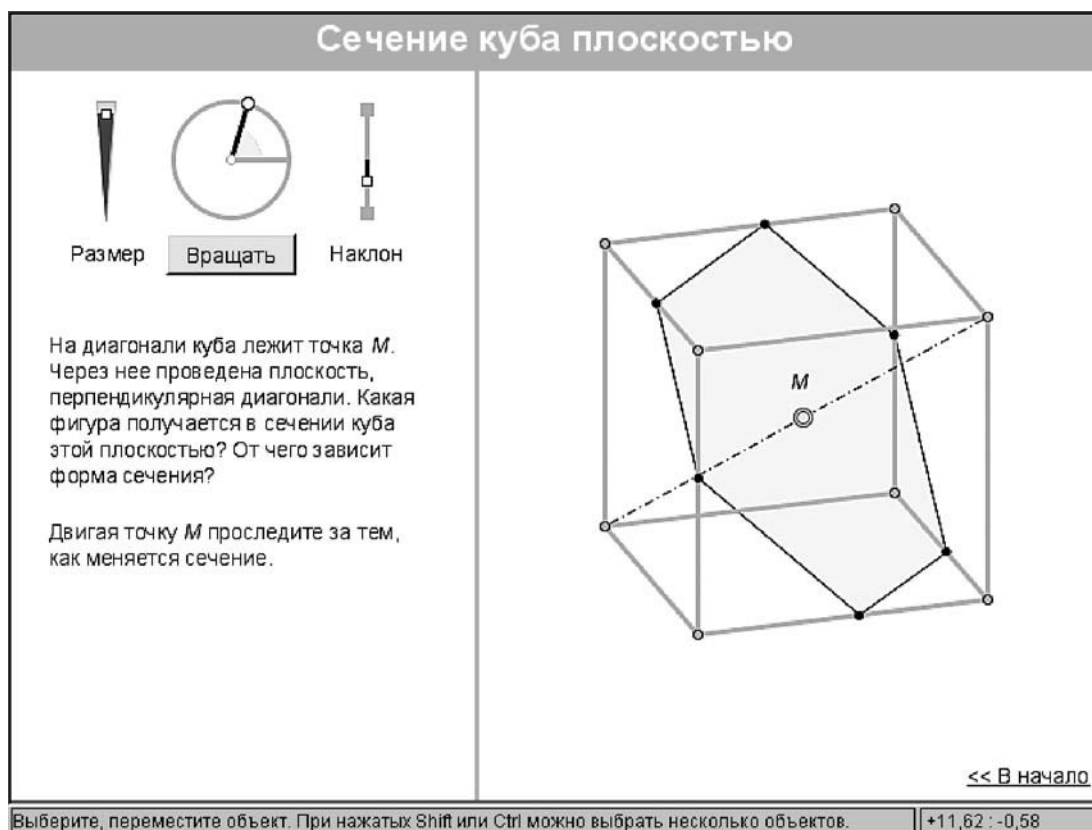 Сечение куба плоскостью
Размер
Вращать
Наклон
На диагонали куба лежит точка М.
Через нее проведена плоскость,
перпендикулярная диагонали. Какая
фигура получается в сечении куба
этой плоскостью? От чего зависит
форма сечения?
Двигая точку М проследите за тем,
как меняется сечение.
М
<< В начало
Выберите, переместите объект. При нажатых Shift или Ctrl можно выбрать несколько объектов.
+11,62 : -0,58